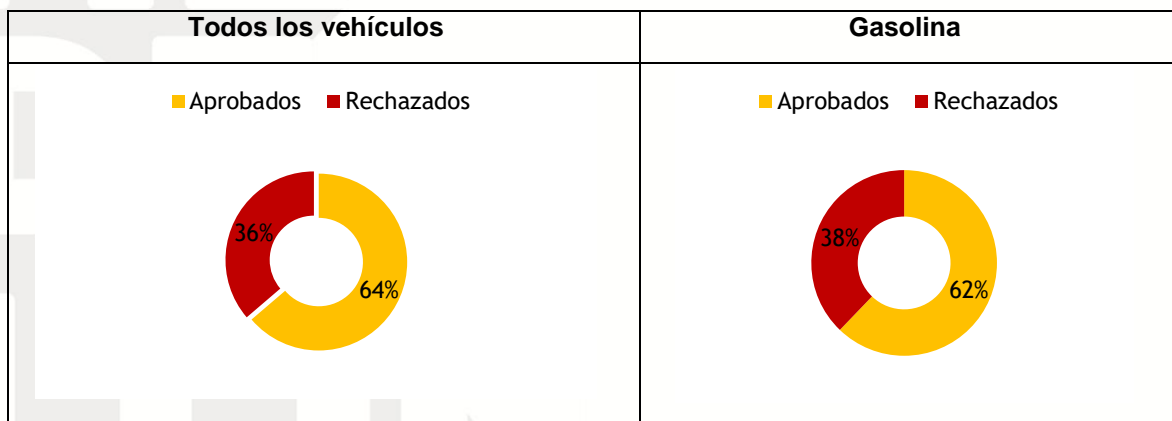 Todos los vehículos
Gasolina
Aprobados Rechazados
36%
64%
Aprobados Rechazados
38%
62%